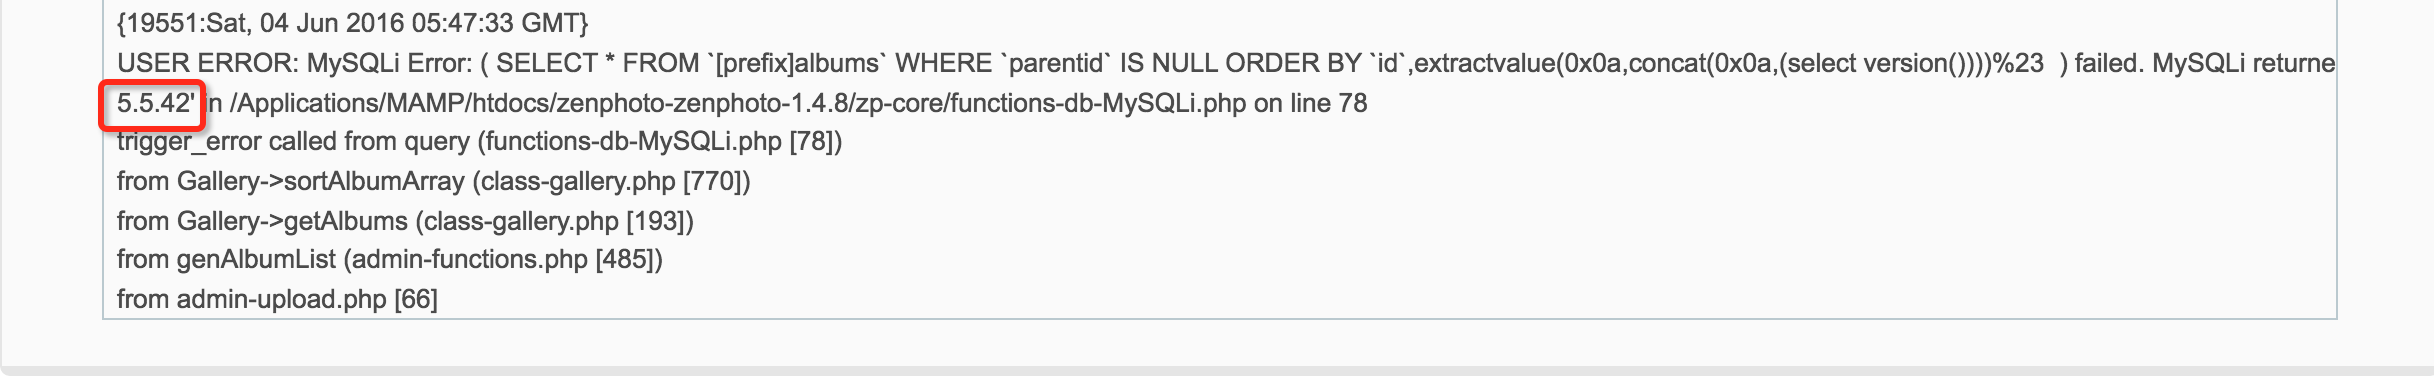 {19551:Sat, 04 Jun 2016 05:47:33 GMT}
USER ERROR: MySQLi Error: ( SELECT * FROM `[prefix]albums` WHERE `parentid` IS NULL ORDER BY `id`,extractvalue(0x0a,concat(0x0a,(select version())))%23  ) failed. MySQLi returne
5.5.42' in /Applications/MAMP/htdocs/zenphoto-zenphoto-1.4.8/zp-core/functions-db-MySQLi.php on line 78
trigger_error called from query (functions-db-MySQLi.php [78])
from Gallery->sortAlbumArray (class-gallery.php [770])
from Gallery->getAlbums (class-gallery.php [193])
from genAlbumList (admin-functions.php [485])
from admin-upload.php [66]